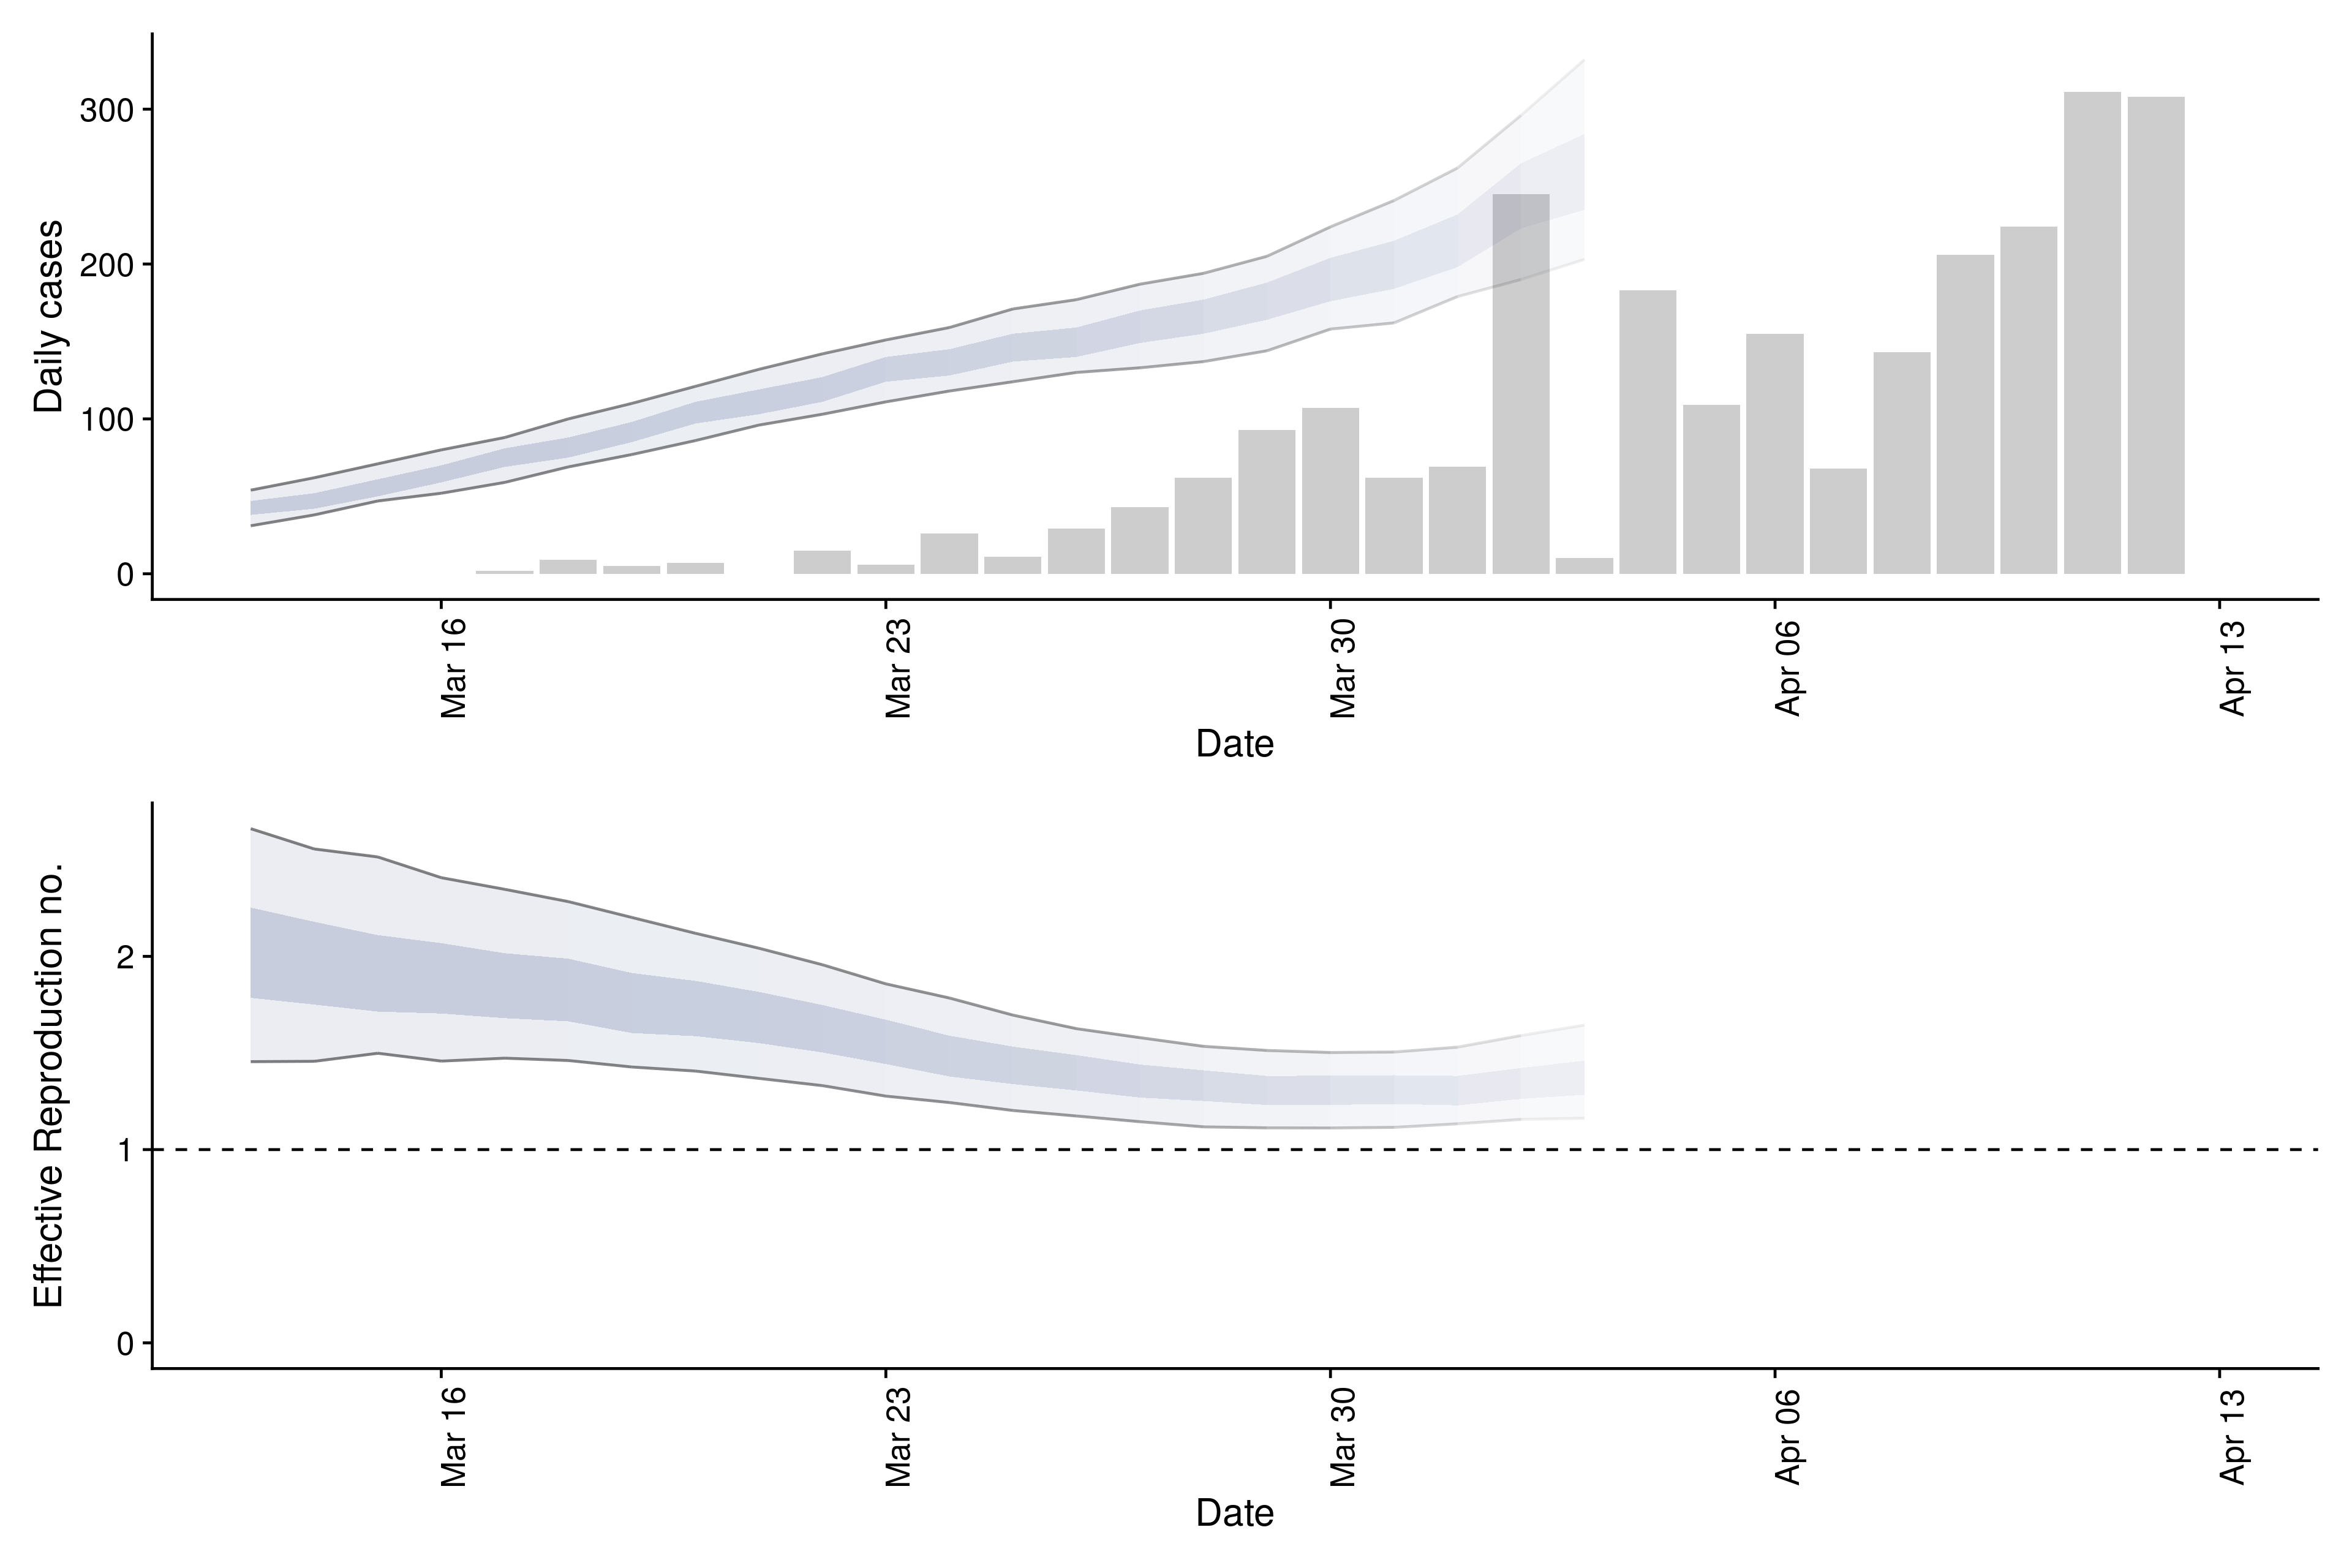 Daily cases
300
200
100
0
Mar 16
Mar 23
Mar 30
Apr 06
Apr 13
Date
Effective Reproduction no.
2
1
0
Mar 16
Mar 23
Mar 30
Apr 06
Apr 13
Date